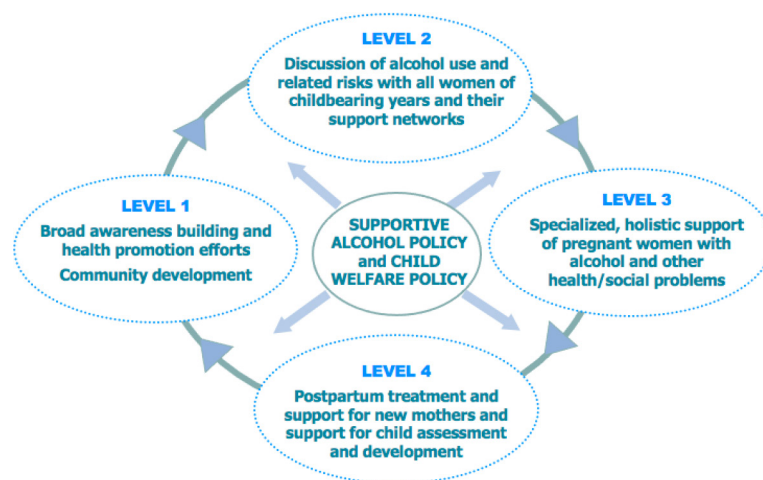 LEVEL 2
Discussion of alcohol use and
related risks with all women of
childbearing years and their
support networks
LEVEL 1
Broad awareness building and
health promotion efforts
Community development
SUPPORTIVE
ALCOHOL POLICY
and CHILD
WELFARE POLICY
LEVEL 3
Specialized, holistic support
of pregnant women with
alcohol and other
health/social problems
LEVEL 4
Postpartum treatment and
support for new mothers and
support for child assessment
and development